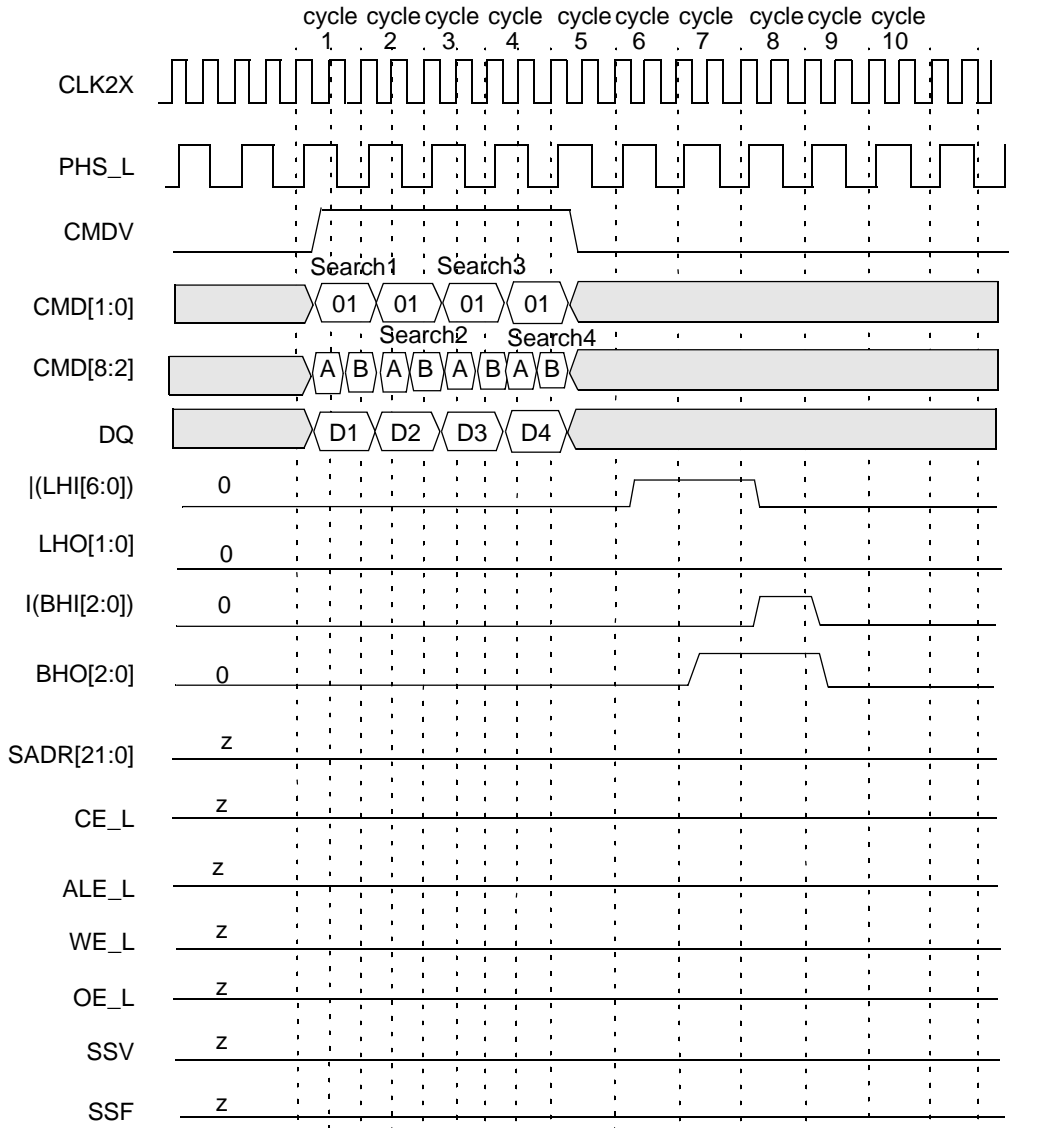 cycle cycle cycle cycle cycle cycle cycle cycle cycle cycle
1 2 3 4 5 6 7 8 9 10
CLK2X
PHS_L
CMDV
Search1 Search3
CMD[1:0] 01 01 01 01
Search2 Search4
CMD[8:2] A B A B A B A B
DQ D1 D2 D3 D4
|(LHI[6:0]) 0
LHO[1:0] 0
I(BHI[2:0]) 0
BHO[2:0] 0
SADR[21:0] z
CE_L z
ALE_L z
WE_L z
OE_L z
SSV z
SSF z